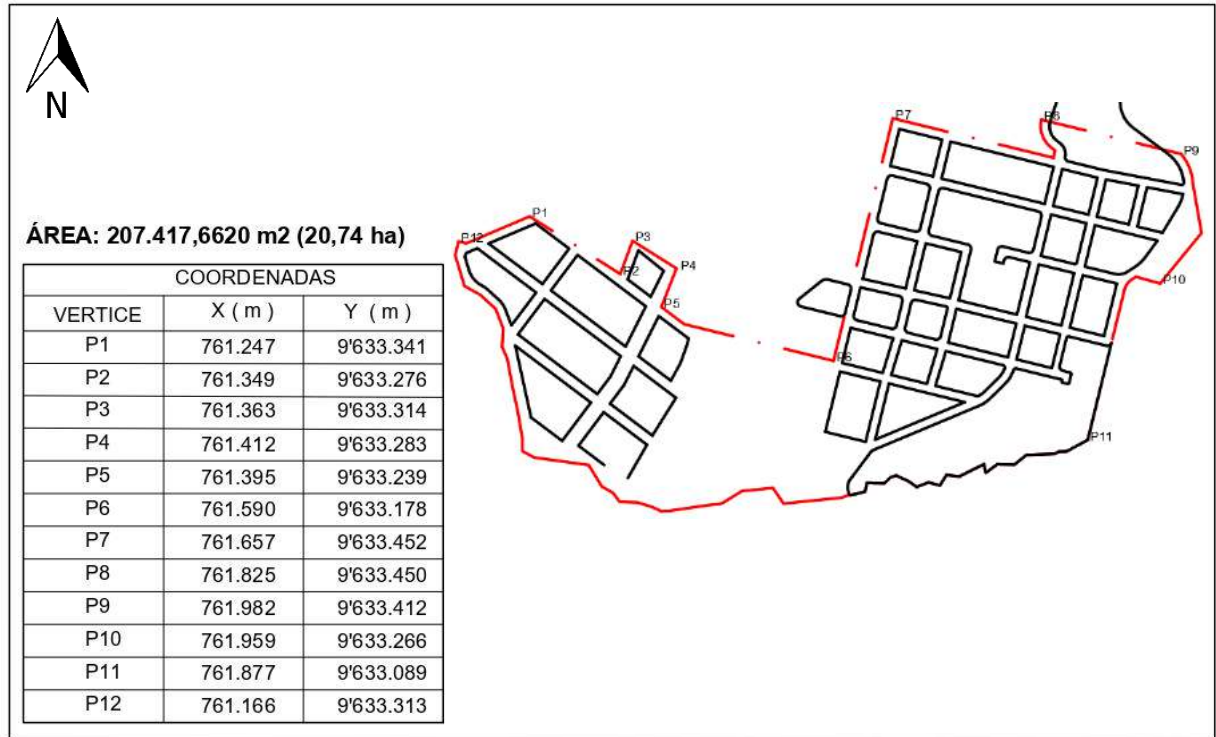 N
ÁREA: 207.417,6620 m2 (20,74 ha)
COORDENADAS
VERTICE X ( m ) Y ( m )
P1 761.247 9'633.341
P2 761.349 9'633.276
P3 761.363 9'633.314
P4 761.412 9'633.283
P5 761.395 9'633.239
P6 761.590 9'633.178
P7 761.657 9'633.452
P8 761.825 9'633.450
P9 761.982 9'633.412
P10 761.959 9'633.266
P11 761.877 9'633.089
P12 761.166 9'633.313
P7
P8
P9
P1
P12
P3
P4
P2
P10
P5
P6
P11